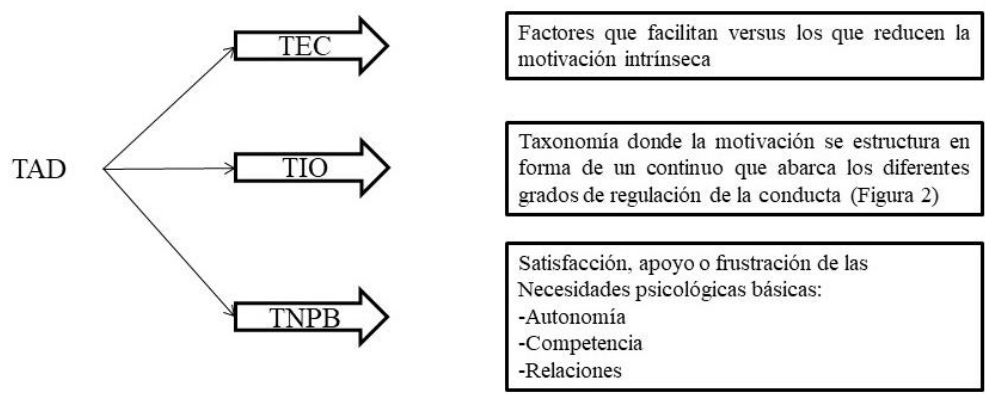 TAD
TEC
Factores que facilitan versus los que reducen la
motivación intrínseca
TIO
Taxonomía donde la motivación se estructura en
forma de un continuo que abarca los diferentes
grados de regulación de la conducta (Figura 2)
TNPB
Satisfacción, apoyo o frustración de las
Necesidades psicológicas básicas:
-Autonomía
-Competencia
-Relaciones